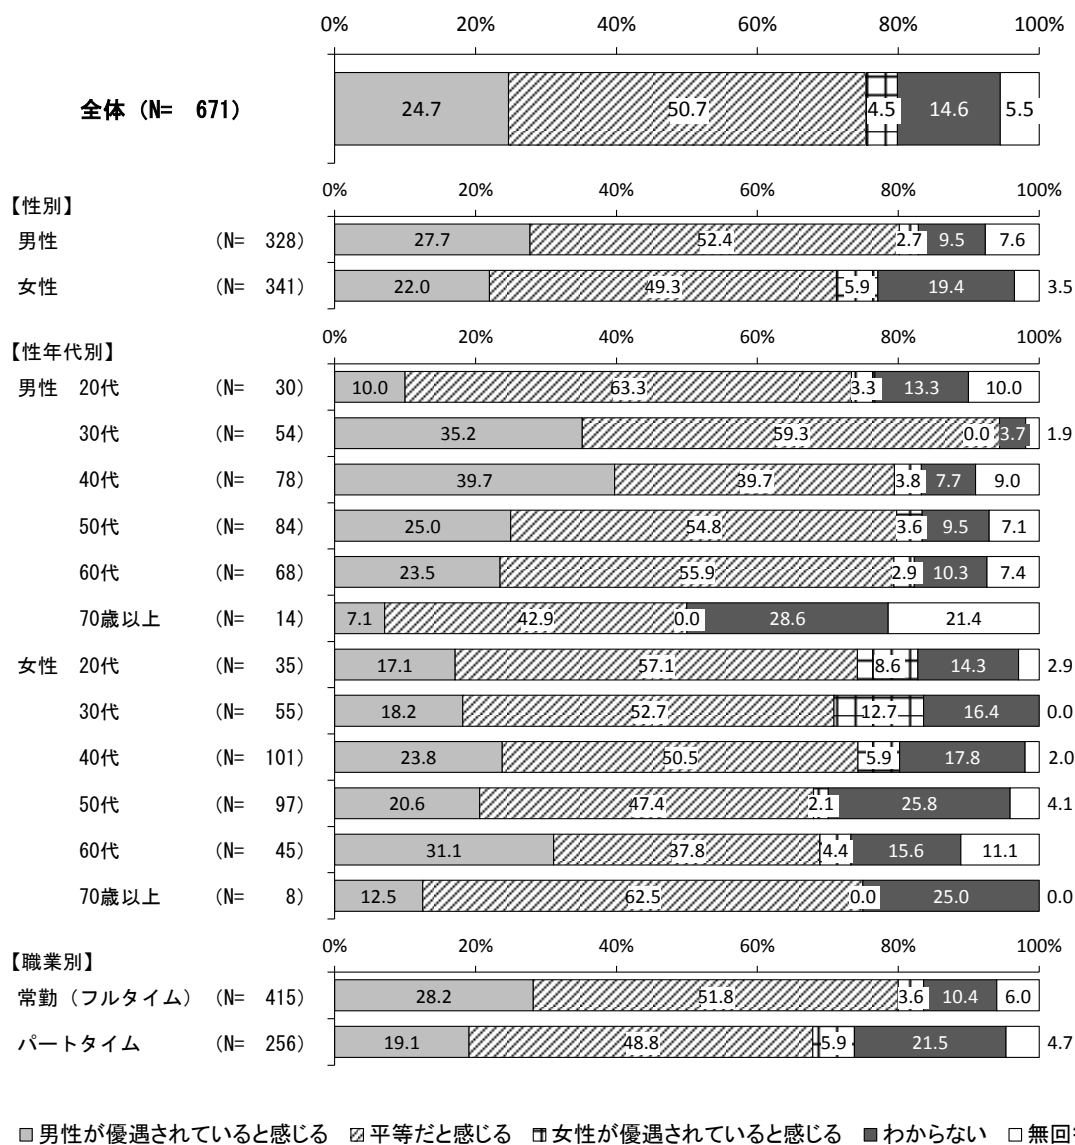 0% 20% 40% 60% 80% 100%
全体 (N= 671) 24.7 50.7 4.5 14.6 5.5
【性別】 0% 20% 40% 60% 80% 100%
男性 (N= 328) 27.7 52.4 2.7 9.5 7.6
女性 (N= 341) 22.0 49.3 5.9 19.4 3.5
【性年代別】 0% 20% 40% 60% 80% 100%
男性 20代 (N= 30) 10.0 63.3 3.3 13.3 10.0
30代 (N= 54) 35.2 59.3 0.0 3.7 1.9
40代 (N= 78) 39.7 39.7 3.8 7.7 9.0
50代 (N= 84) 25.0 54.8 3.6 9.5 7.1
60代 (N= 68) 23.5 55.9 2.9 10.3 7.4
70歳以上 (N= 14) 7.1 42.9 0.0 28.6 21.4
女性 20代 (N= 35) 17.1 57.1 8.6 14.3 2.9
30代 (N= 55) 18.2 52.7 12.7 16.4 0.0
40代 (N= 101) 23.8 50.5 5.9 17.8 2.0
50代 (N= 97) 20.6 47.4 2.1 25.8 4.1
60代 (N= 45) 31.1 37.8 4.4 15.6 11.1
70歳以上 (N= 8) 12.5 62.5 0.0 25.0 0.0
【職業別】 0% 20% 40% 60% 80% 100%
常勤（フルタイム） (N= 415) 28.2 51.8 3.6 10.4 6.0
パートタイム (N= 256) 19.1 48.8 5.9 21.5 4.7
男性が優遇されていると感じる 平等だと感じる 女性が優遇されていると感じる わからない 無回